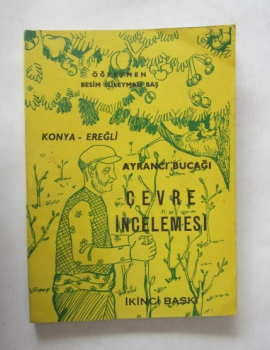 ÖĞRETMEN
BESİM SÜLEYMAN BAŞ
KONYA - EREĞLİ
AYRANCI BUCAĞI
ÇEVRE
İNCELEMESİ
İKİNCİ BASKI